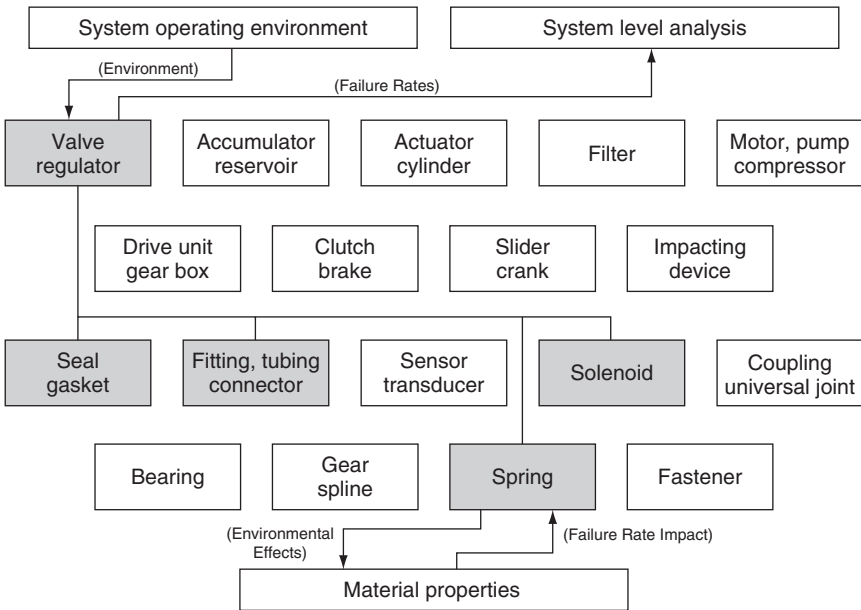 System operating environment
System level analysis
(Environment)
(Failure Rates)
Valve
regulator
Accumulator
reservoir
Actuator
cylinder
Filter
Motor, pump
compressor
Drive unit
gear box
Clutch
brake
Slider
crank
Impacting
device
Seal
gasket
Fitting, tubing
connector
Sensor
transducer
Solenoid
Coupling
universal joint
Bearing
Gear
spline
Spring
Fastener
(Environmental
Effects)
(Failure Rate Impact)
Material properties